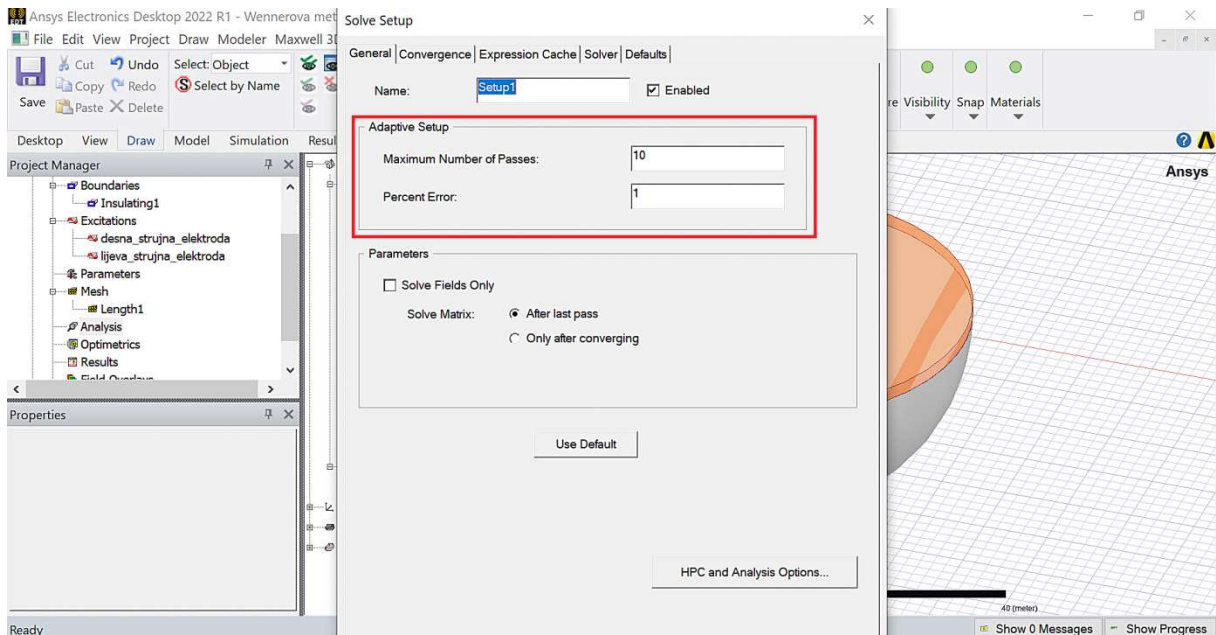 Ansys Electronics Desktop 2022 R1 - Wennerova met
File Edit View Project Draw Modeler Maxwell 3
Save
Cut Undo Select: Object
Copy Redo Select by Name
Paste Delete
Desktop View Draw Model Simulation Resul
Project Manager
Boundaries
Insulating1
Excitations
desna_strujna_elektroda
lijeva_strujna_elektroda
Parameters
Mesh
Length1
Analysis
Optimetrics
Results
Field Overlays
Properties
Ready
Solve Setup
General Convergence Expression Cache Solver Defaults
Name: Setup1 Enabled
Adaptive Setup
Maximum Number of Passes: 10
Percent Error: 1
Parameters
Solve Fields Only
Solve Matrix: After last pass
Only after converging
Use Default
HPC and Analysis Options...
re Visibility Snap Materials
Ansys
40 (meter)
Show 0 Messages Show Progress